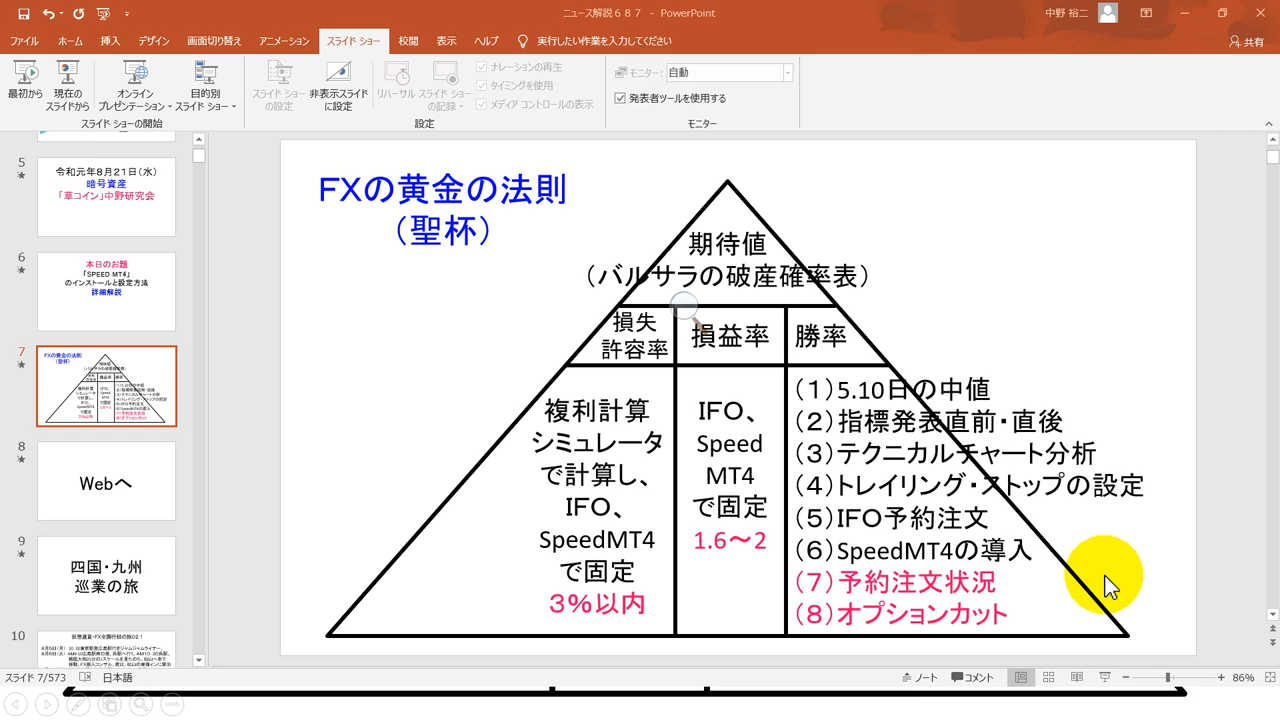 ニュース解説６８７ - PowerPoint
中野 裕二
ファイル ホーム 挿入 デザイン 画面切り替え アニメーション スライド ショー 校閲 表示 ヘルプ 実行したい作業を入力してください 共有
最初から
現在の
スライドから
オンライン
プレゼンテーション
目的別
スライド ショー
スライド ショーの開始
スライド ショー
の設定
非表示スライド
に設定
リハーサル
スライド ショー
の記録
ナレーションの再生
タイミングを使用
メディア コントロールの表示
設定
モニター: 自動
発表者ツールを使用する
モニター
5
令和元年８月２１日（水）
暗号資産
「草コイン」中野研究会
6
本日のお題
「SPEED MT4」
のインストールと設定方法
詳細解説
7
8
Webへ
9
四国・九州
巡業の旅
10
FXの黄金の法則
（聖杯）
期待値
（バルサラの破産確率表）
損失
許容率
損益率
勝率
複利計算
シミュレータ
で計算し、
ＩＦＯ、
SpeedMT4
で固定
３％以内
ＩＦＯ、
Speed
MT4
で固定
1.6～2
（１）5.10日の中値
（２）指標発表直前・直後
（３）テクニカルチャート分析
（４）トレイリング・ストップの設定
（５）ＩＦＯ予約注文
（６）SpeedMT4の導入
（７）予約注文状況
（８）オプションカット
スライド 7/573 日本語 ノート コメント 86%